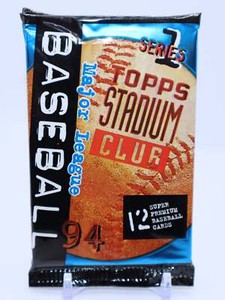 SERIES
1
TOPPS
STADIUM
CLUB
BASEBALL
Major League
94
12
SUPER
PREMIUM
BASEBALL
CARDS